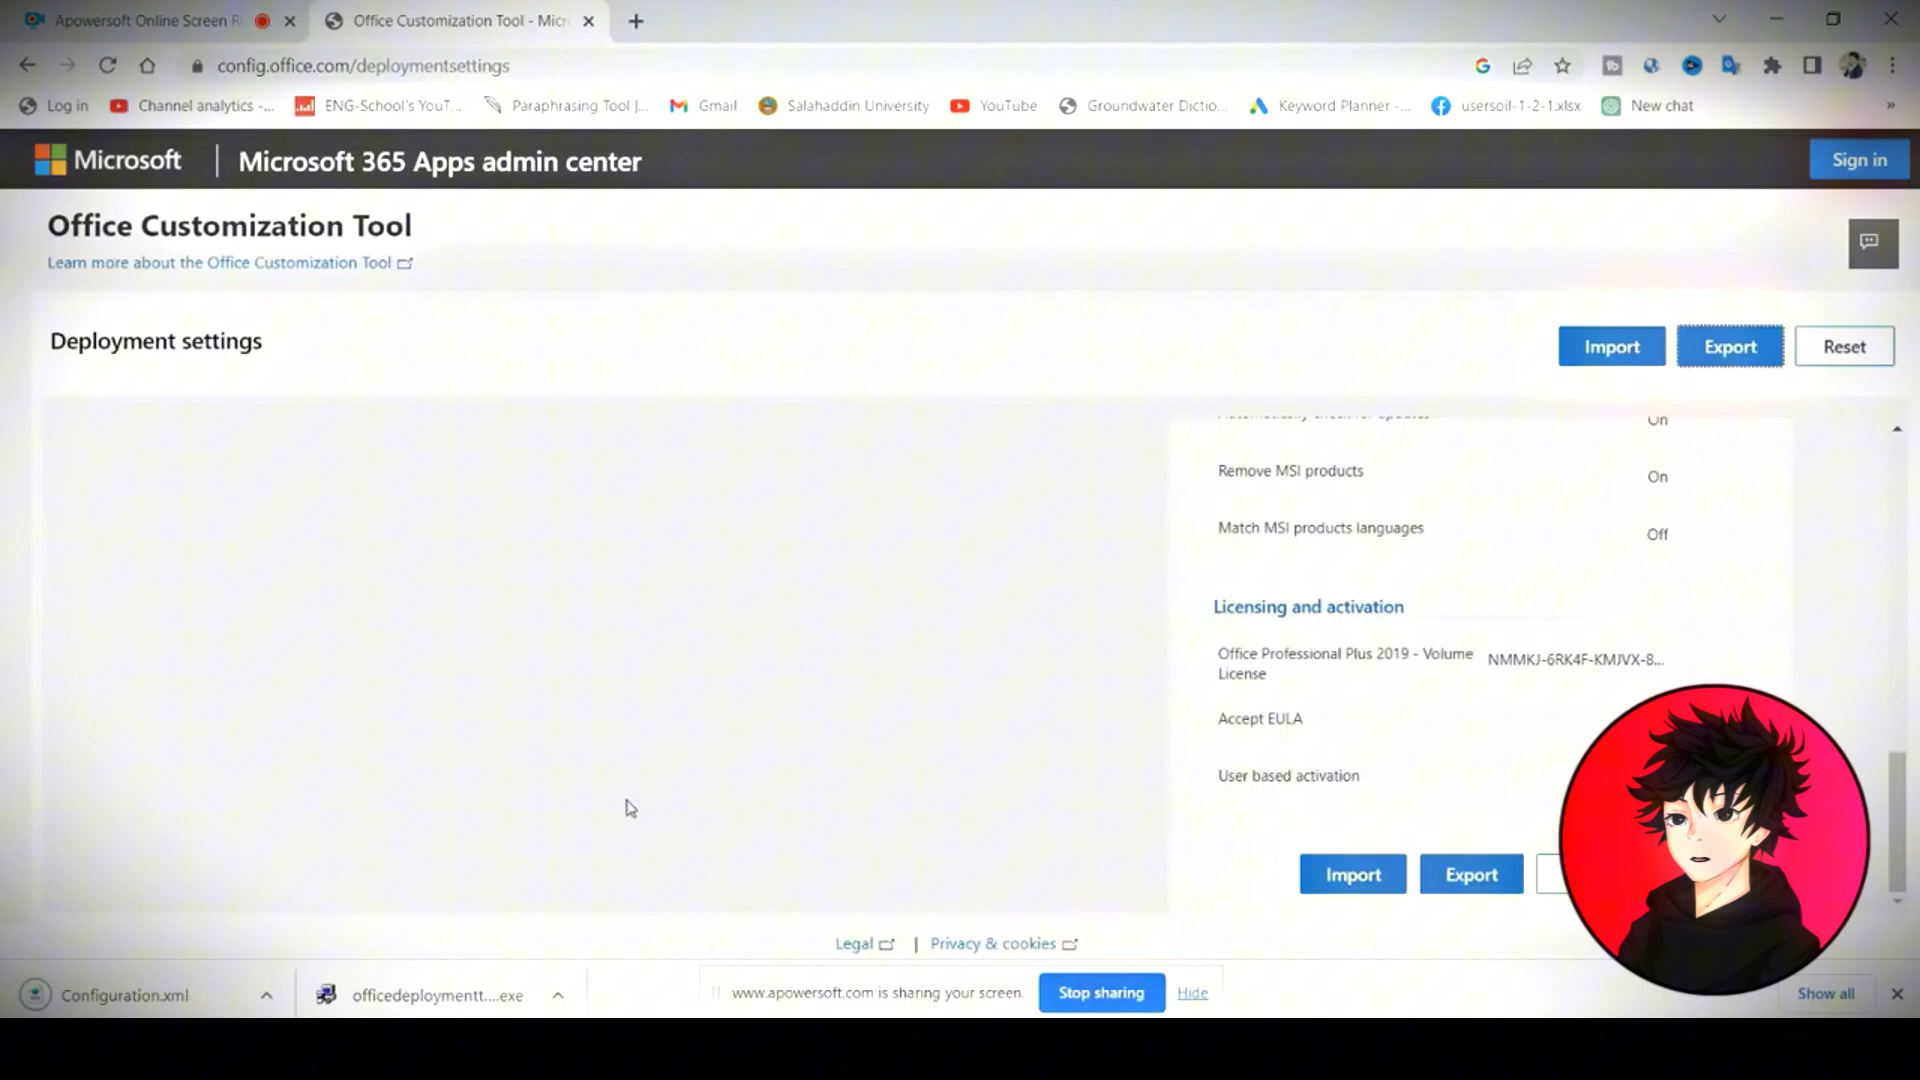 Apowersoft Online Screen R
Office Customization Tool - Micr
config.office.com/deploymentsettings
Log in
Channel analytics -...
ENG-School's YouT...
Paraphrasing Tool |...
Gmail
Salahaddin University
YouTube
Groundwater Dictio...
Keyword Planner -...
usersoil-1-2-1.xlsx
New chat
»
Microsoft | Microsoft 365 Apps admin center
Sign in
Office Customization Tool
Learn more about the Office Customization Tool
Deployment settings
Import
Export
Reset
Automatically check for updates On
Remove MSI products On
Match MSI products languages Off
Licensing and activation
Office Professional Plus 2019 - Volume
License
NMMKJ-6RK4F-KMJVX-8...
Accept EULA
User based activation
Import
Export
Legal | Privacy & cookies
Configuration.xml
officedeploymentt....exe
www.apowersoft.com is sharing your screen.
Stop sharing
Hide
Show all